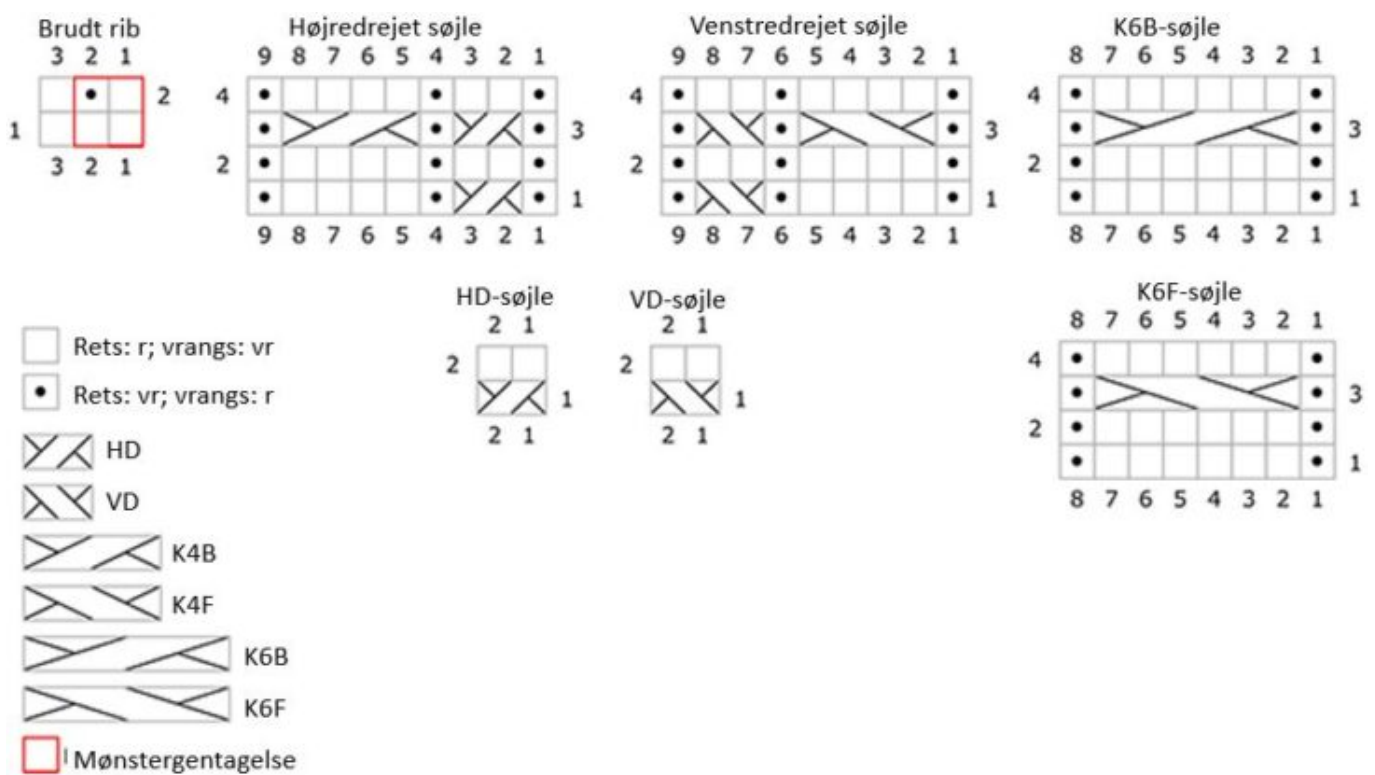 Brudt rib
3 2 1
2
1
3 2 1
Højredrejet søjle
9 8 7 6 5 4 3 2 1
4
3
2
1
9 8 7 6 5 4 3 2 1
Venstredrejet søjle
9 8 7 6 5 4 3 2 1
4
3
2
1
9 8 7 6 5 4 3 2 1
K6B-søjle
8 7 6 5 4 3 2 1
4
3
2
1
8 7 6 5 4 3 2 1
HD-søjle
2 1
2
1
2 1
VD-søjle
2 1
2
1
2 1
K6F-søjle
8 7 6 5 4 3 2 1
4
3
2
1
8 7 6 5 4 3 2 1
Rets: r; vrangs: vr
Rets: vr; vrangs: r
HD
VD
K4B
K4F
K6B
K6F
Mønstergentagelse